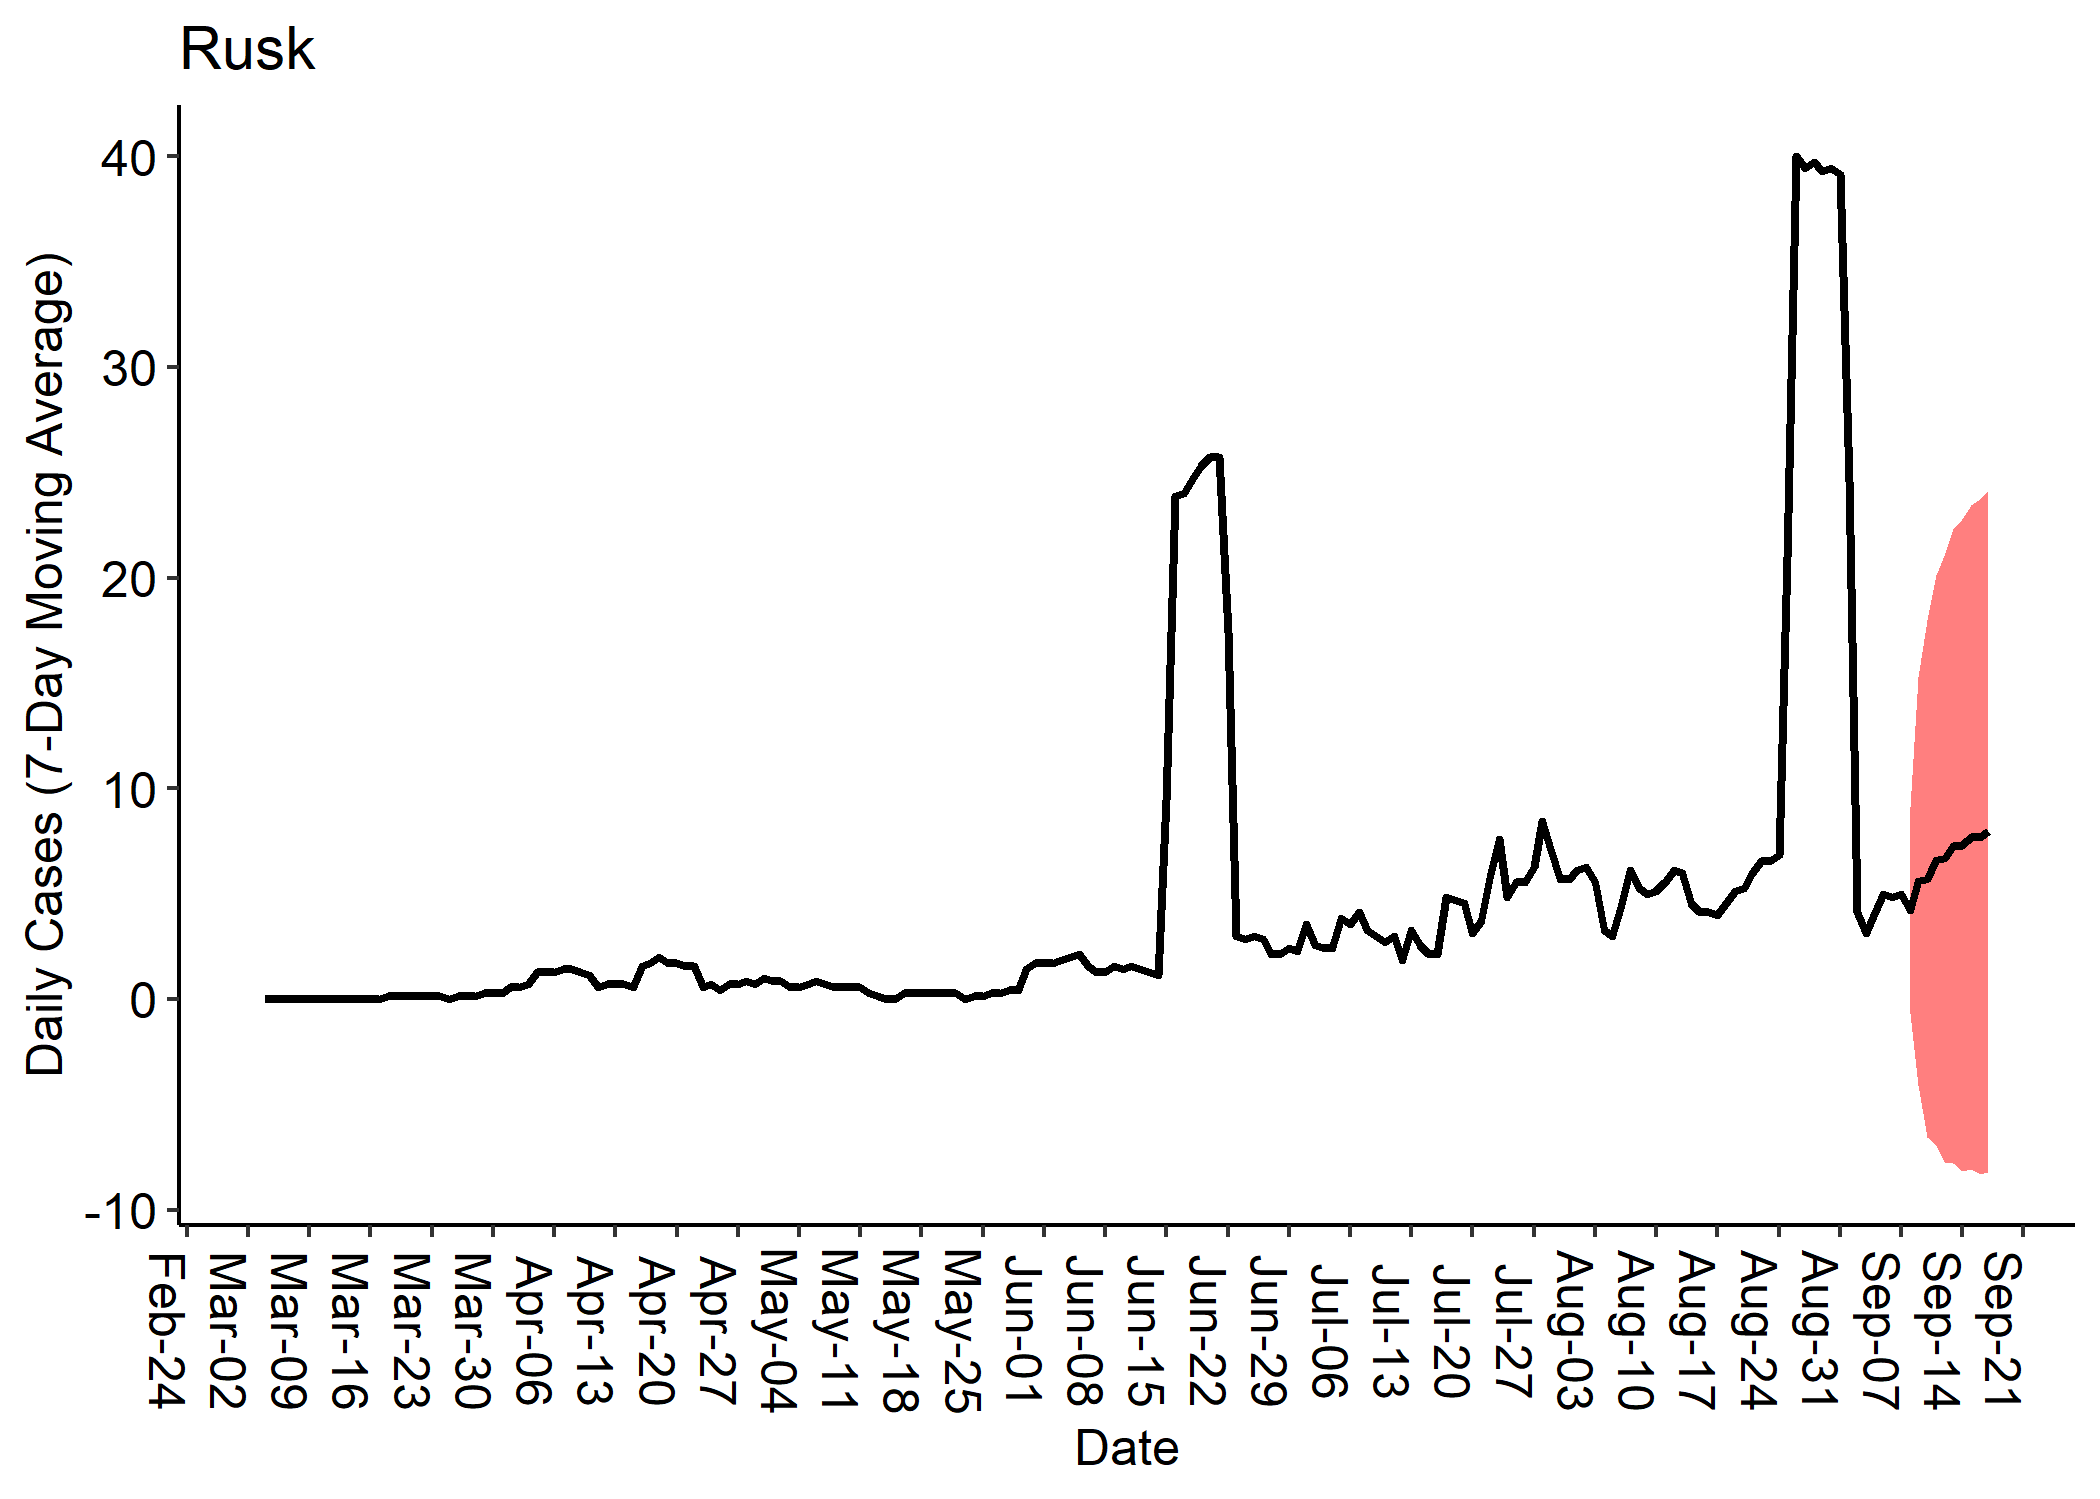 Rusk
Daily Cases (7-Day Moving Average)
40
30
20
10
0
-10
Feb-24
Mar-02
Mar-09
Mar-16
Mar-23
Mar-30
Apr-06
Apr-13
Apr-20
Apr-27
May-04
May-11
May-18
May-25
Jun-01
Jun-08
Jun-15
Jun-22
Jun-29
Jul-06
Jul-13
Jul-20
Jul-27
Aug-03
Aug-10
Aug-17
Aug-24
Aug-31
Sep-07
Sep-14
Sep-21
Date